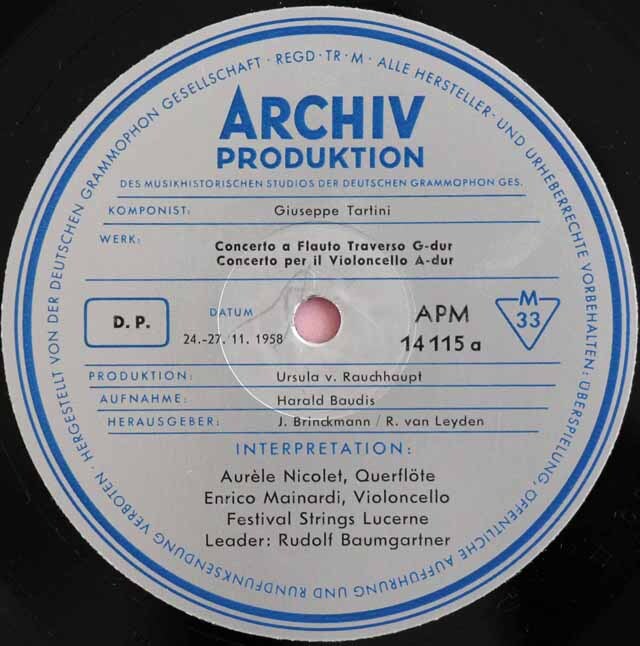 HERGESTELLT VON DER DEUTSCHEN GRAMMOPHON GESELLSCHAFT · REGD · TR · M · ALLE HERSTELLER- UND URHEBERRECHTE VORBEHALTEN: ÜBERSPIELUNG, ÖFFENTLICHE AUFFÜHRUNG UND RUNDFUNKSENDUNG VERBOTEN ·
ARCHIV
PRODUKTION
DES MUSIKHISTORISCHEN STUDIOS DER DEUTSCHEN GRAMMOPHON GES.
KOMPONIST: Giuseppe Tartini
WERK: Concerto a Flauto Traverso G-dur
Concerto per il Violoncello A-dur
D. P.
DATUM
24.-27. 11. 1958
APM
14 115 a
M
33
PRODUKTION: Ursula v. Rauchhaupt
AUFNAHME: Harald Baudis
HERAUSGEBER: J. Brinckmann / R. van Leyden
INTERPRETATION:
Aurèle Nicolet, Querflöte
Enrico Mainardi, Violoncello
Festival Strings Lucerne
Leader: Rudolf Baumgartner